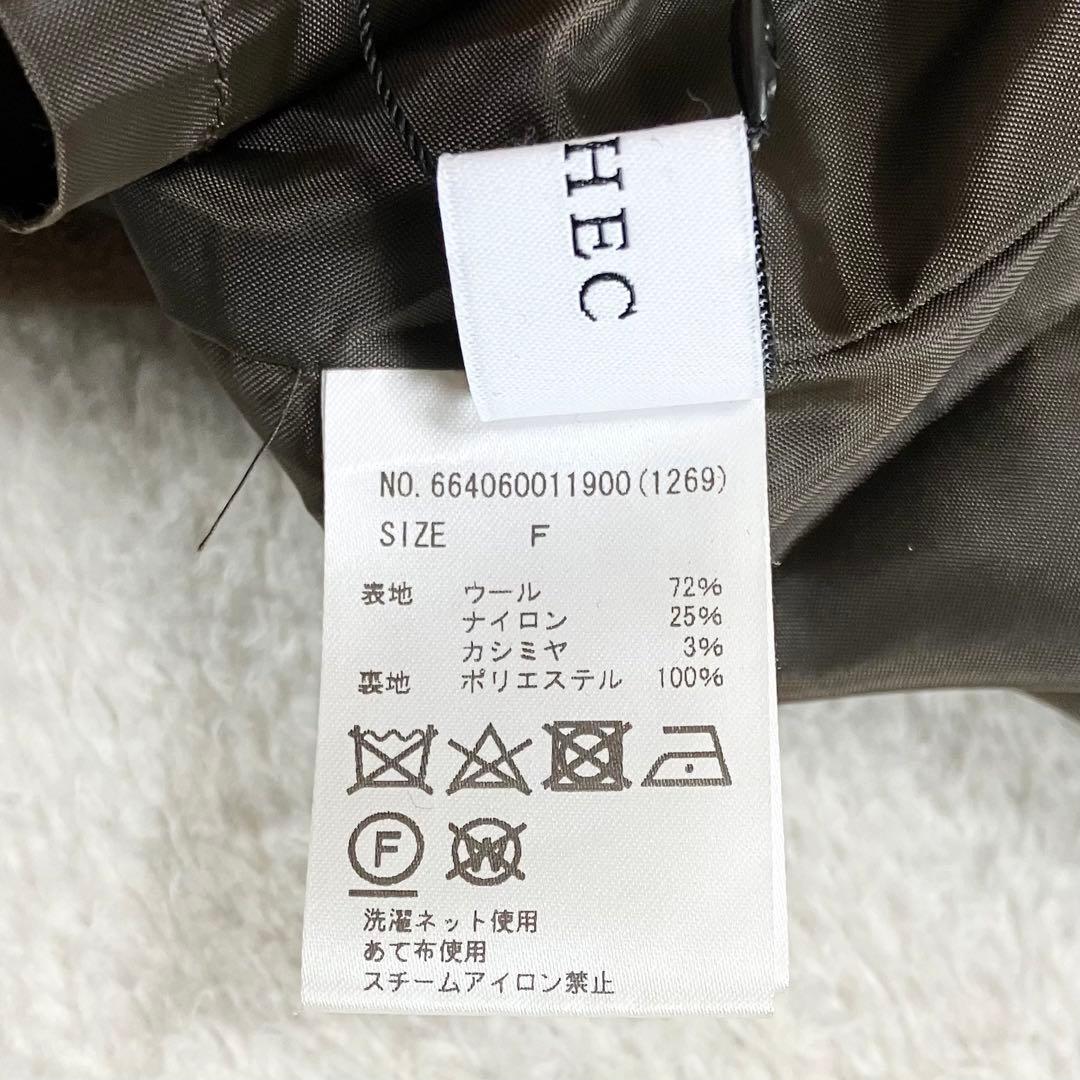 HEC
NO. 664060011900(1269)
SIZE F
表地 ウール 72%
ナイロン 25%
カシミヤ 3%
裏地 ポリエステル 100%
F W
洗濯ネット使用
あて布使用
スチームアイロン禁止